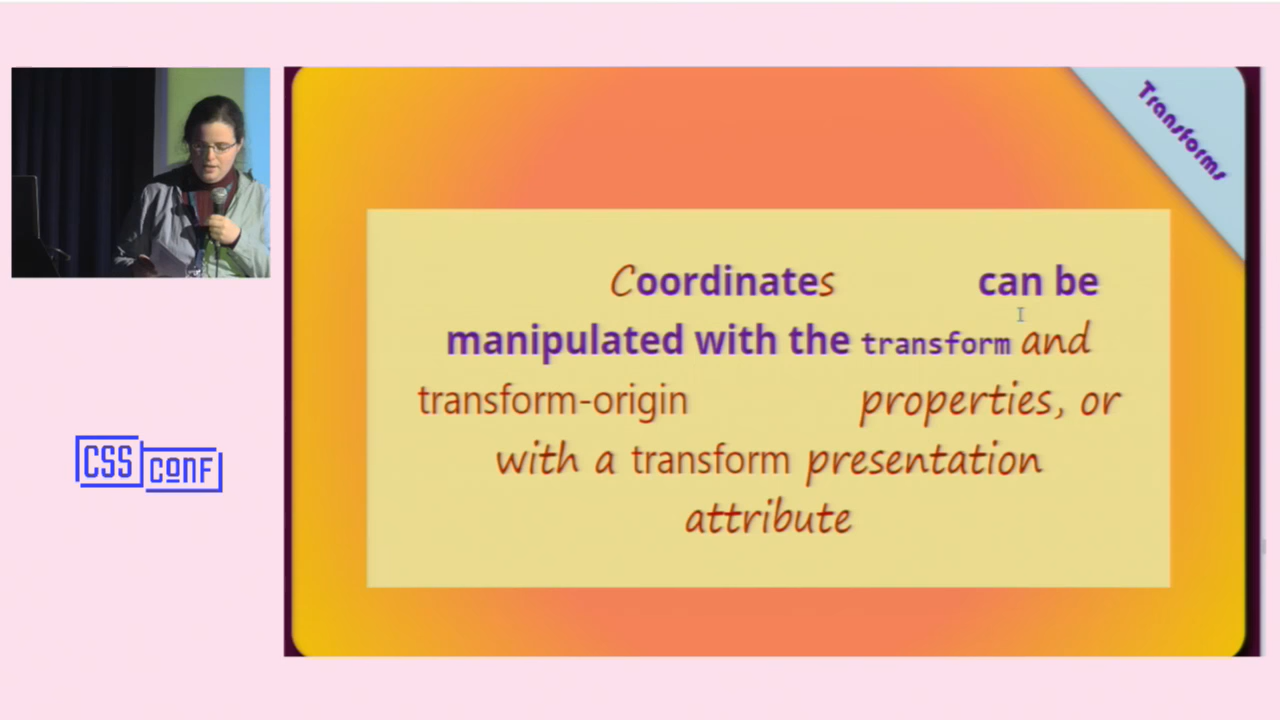 Transforms
Coordinates can be
manipulated with the transform and
transform-origin properties, or
with a transform presentation
attribute
CSS
CONF